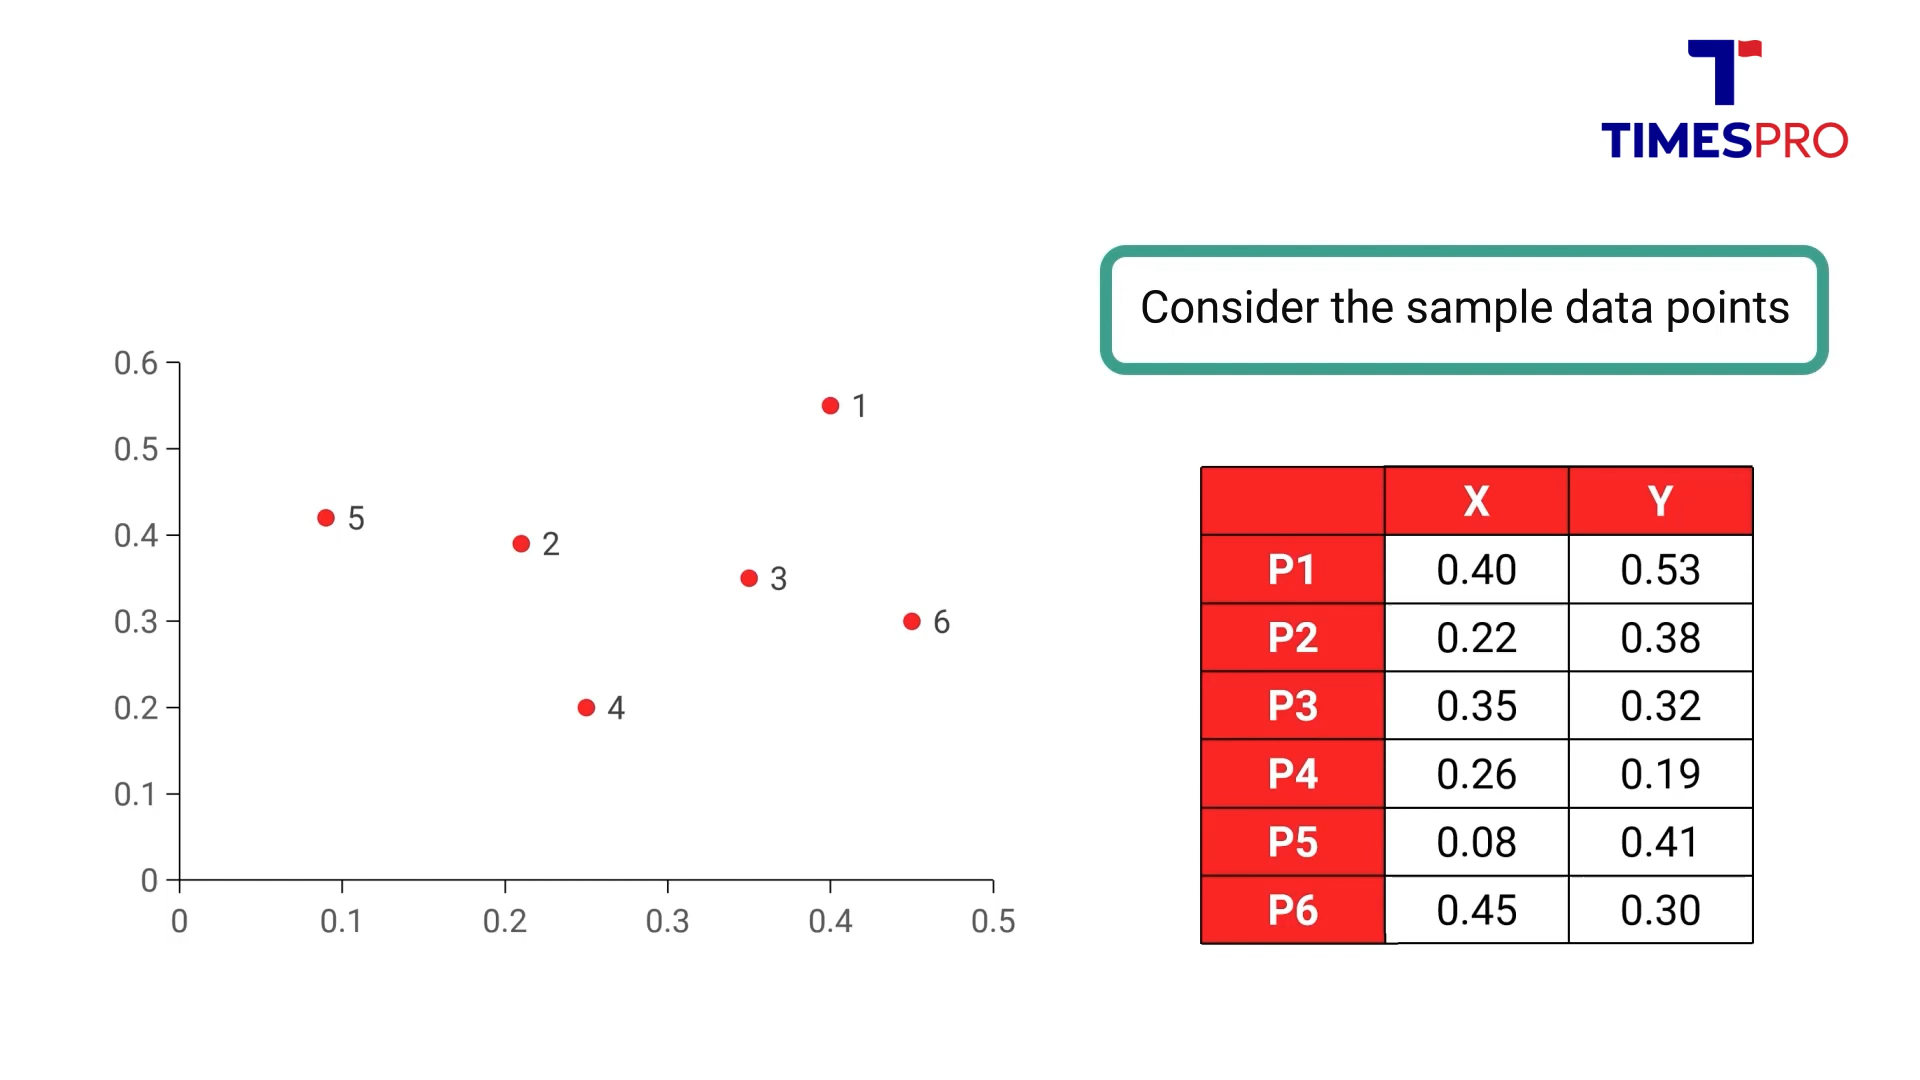 TIMESPRO
Consider the sample data points
0.6
0.5
0.4
0.3
0.2
0.1
0
0 0.1 0.2 0.3 0.4 0.5
1
5
2
3
6
4
X Y
P1 0.40 0.53
P2 0.22 0.38
P3 0.35 0.32
P4 0.26 0.19
P5 0.08 0.41
P6 0.45 0.30